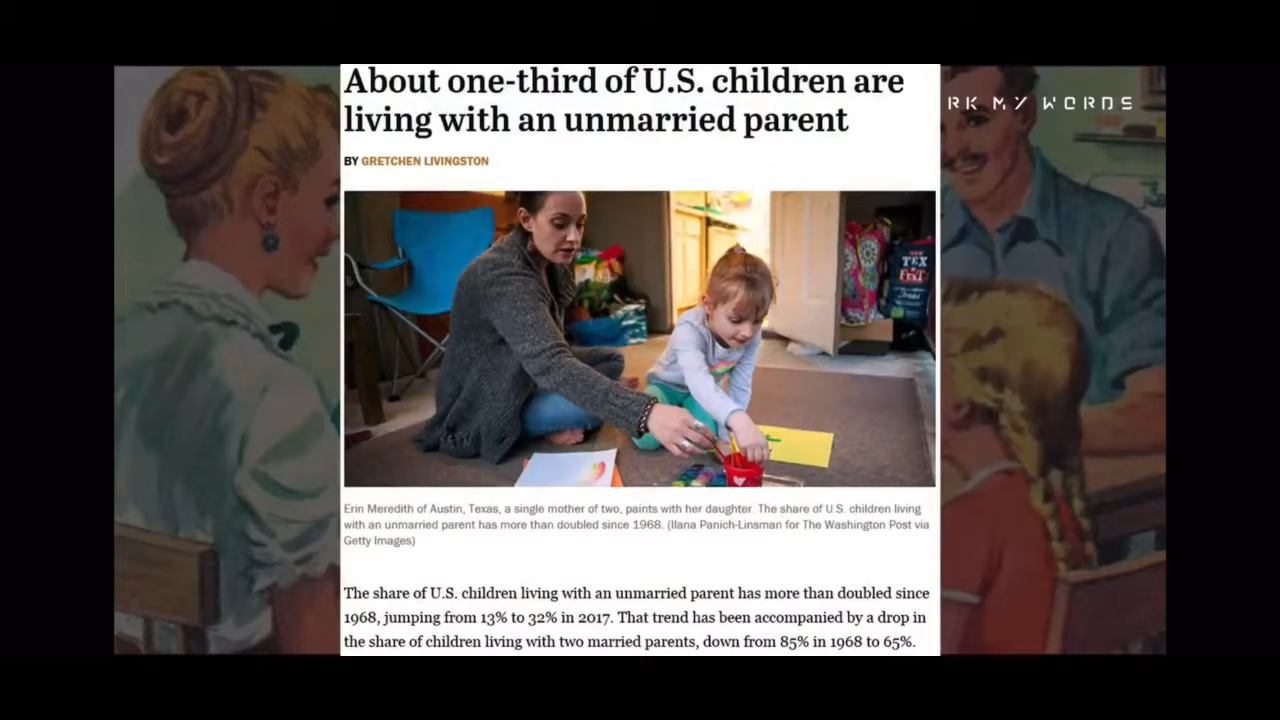 About one-third of U.S. children are
living with an unmarried parent
RK MY WORDS
BY GRETCHEN LIVINGSTON
TEX
FEST
Erin Meredith of Austin, Texas, a single mother of two, paints with her daughter. The share of U.S. children living
with an unmarried parent has more than doubled since 1968. (Ilana Panich-Linsman for The Washington Post via
Getty Images)
The share of U.S. children living with an unmarried parent has more than doubled since
1968, jumping from 13% to 32% in 2017. That trend has been accompanied by a drop in
the share of children living with two married parents, down from 85% in 1968 to 65%.